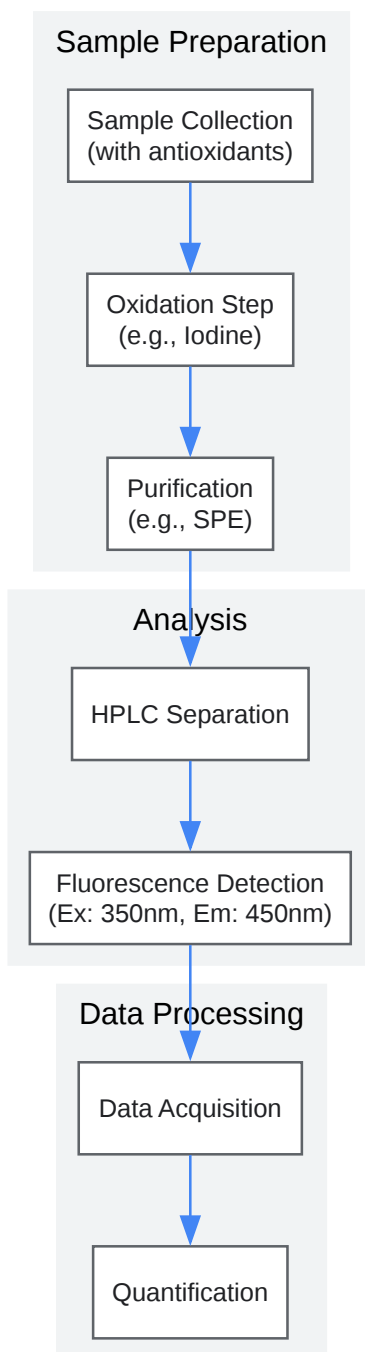 Sample Preparation
Sample Collection
(with antioxidants)
Oxidation Step
(e.g., Iodine)
Purification
(e.g., SPE)
Analysis
HPLC Separation
Fluorescence Detection
(Ex: 350nm, Em: 450nm)
Data Processing
Data Acquisition
Quantification